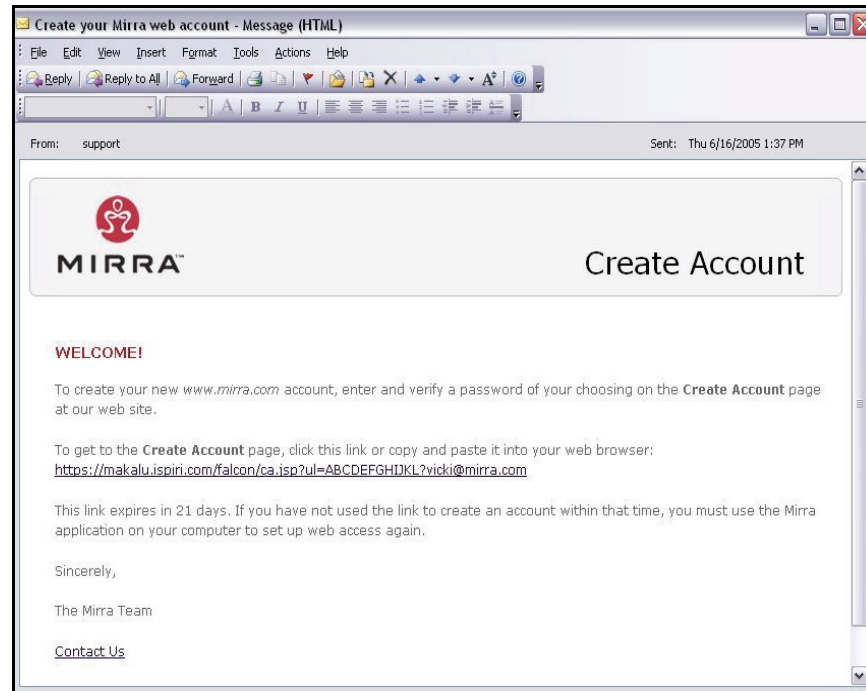 Create your Mirra web account - Message (HTML)
File Edit View Insert Format Tools Actions Help
Reply Reply to All Forward A
A B I U
From: support Sent: Thu 6/16/2005 1:37 PM
MIRRA™
Create Account
WELCOME!
To create your new www.mirra.com account, enter and verify a password of your choosing on the Create Account page
at our web site.
To get to the Create Account page, click this link or copy and paste it into your web browser:
https://makalu.ispiri.com/falcon/ca.jsp?ul=ABCDEFGHIJKL?vicki@mirra.com
This link expires in 21 days. If you have not used the link to create an account within that time, you must use the Mirra
application on your computer to set up web access again.
Sincerely,
The Mirra Team
Contact Us